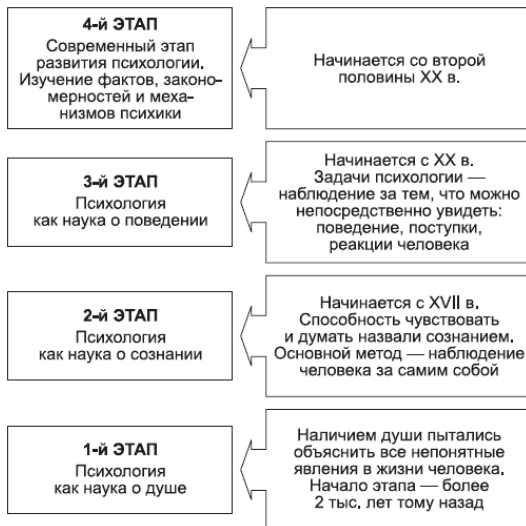 4-й ЭТАП
Современный этап
развития психологии.
Изучение фактов, законо-
мерностей и меха-
низмов психики
Начинается со второй
половины XX в.
3-й ЭТАП
Психология
как наука о поведении
Начинается с XX в.
Задачи психологии —
наблюдение за тем, что можно
непосредственно увидеть:
поведение, поступки,
реакции человека
2-й ЭТАП
Психология
как наука о сознании
Начинается с XVII в.
Способность чувствовать
и думать назвали сознанием.
Основной метод — наблюдение
человека за самим собой
1-й ЭТАП
Психология
как наука о душе
Наличием души пытались
объяснить все непонятные
явления в жизни человека.
Начало этапа — более
2 тыс. лет тому назад